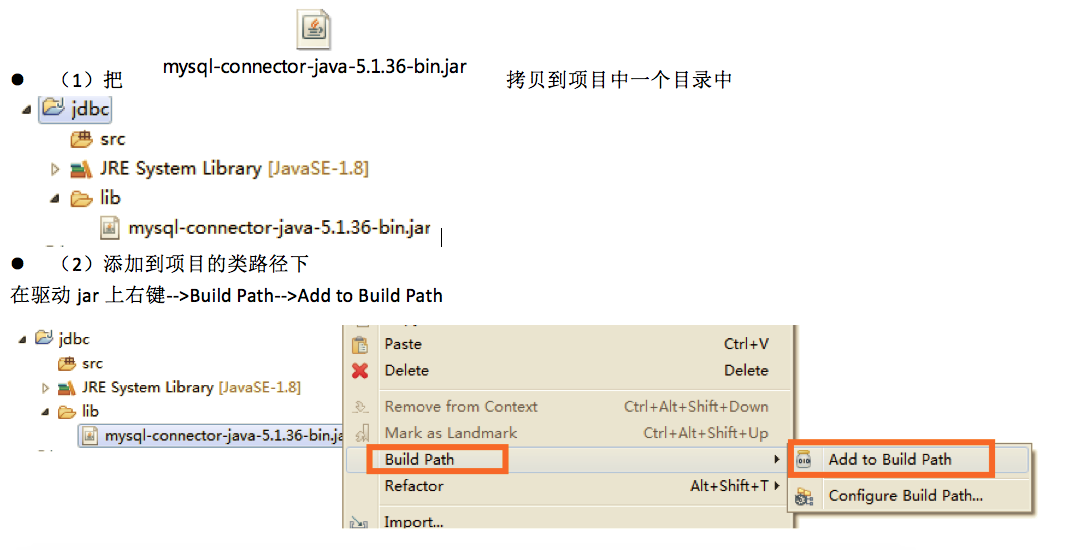 ● (1)把 mysql-connector-java-5.1.36-bin.jar 拷贝到项目中一个目录中
jdbc
src
JRE System Library [JavaSE-1.8]
lib
mysql-connector-java-5.1.36-bin.jar
● (2)添加到项目的类路径下
在驱动 jar 上右键-->Build Path-->Add to Build Path
jdbc
src
JRE System Library [JavaSE-1.8]
lib
mysql-connector-java-5.1.36-bin.ja
Paste Ctrl+V
Delete Delete
Remove from Context Ctrl+Alt+Shift+Down
Mark as Landmark Ctrl+Alt+Shift+Up
Build Path
Refactor Alt+Shift+T
Import...
Add to Build Path
Configure Build Path...